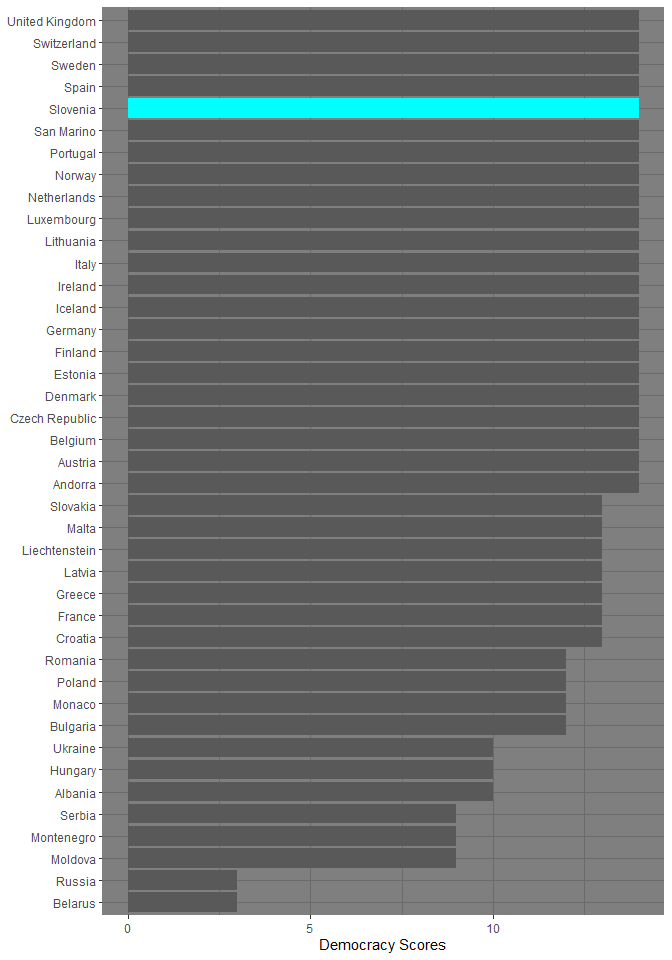 United Kingdom
Switzerland
Sweden
Spain
Slovenia
San Marino
Portugal
Norway
Netherlands
Luxembourg
Lithuania
Italy
Ireland
Iceland
Germany
Finland
Estonia
Denmark
Czech Republic
Belgium
Austria
Andorra
Slovakia
Malta
Liechtenstein
Latvia
Greece
France
Croatia
Romania
Poland
Monaco
Bulgaria
Ukraine
Hungary
Albania
Serbia
Montenegro
Moldova
Russia
Belarus
0 5 10
Democracy Scores